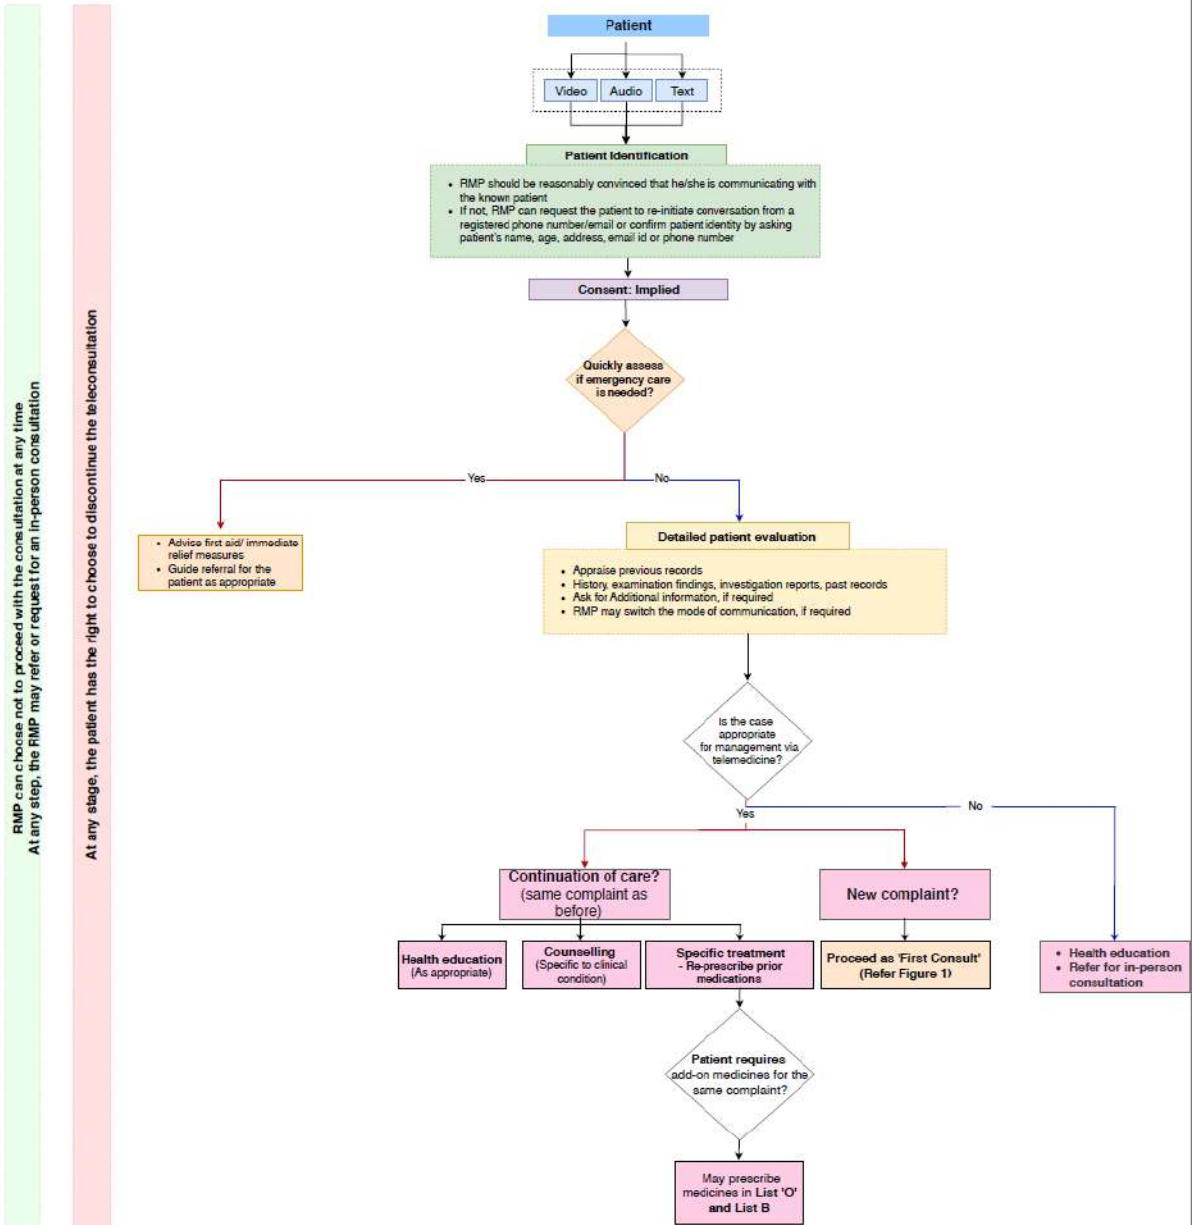 RMP can choose not to proceed with the consultation at any time
At any step, the RMP may refer or request for an in-person consultation
At any stage, the patient has the right to choose to discontinue the teleconsultation
Patient
Video
Audio
Text
Patient Identification
• RMP should be reasonably convinced that he/she is communicating with
the known patient
• If not, RMP can request the patient to re-initiate conversation from a
registered phone number/email or confirm patient identity by asking
patient's name, age, address, email id or phone number
Consent: Implied
Quickly assess
if emergency care
is needed?
Yes
No
• Advise first aid/ immediate
relief measures
• Guide referral for the
patient as appropriate
Detailed patient evaluation
• Appraise previous records
• History, examination findings, investigation reports, past records
• Ask for Additional information, if required
• RMP may switch the mode of communication, if required
Is the case
appropriate
for management via
telemedicine?
Yes
No
Continuation of care?
(same complaint as
before)
New complaint?
Health education
(As appropriate)
Counselling
(Specific to clinical
condition)
Specific treatment
- Re-prescribe prior
medications
Proceed as 'First Consult'
(Refer Figure 1)
• Health education
• Refer for in-person
consultation
Patient requires
add-on medicines for the
same complaint?
May prescribe
medicines in List 'O'
and List B